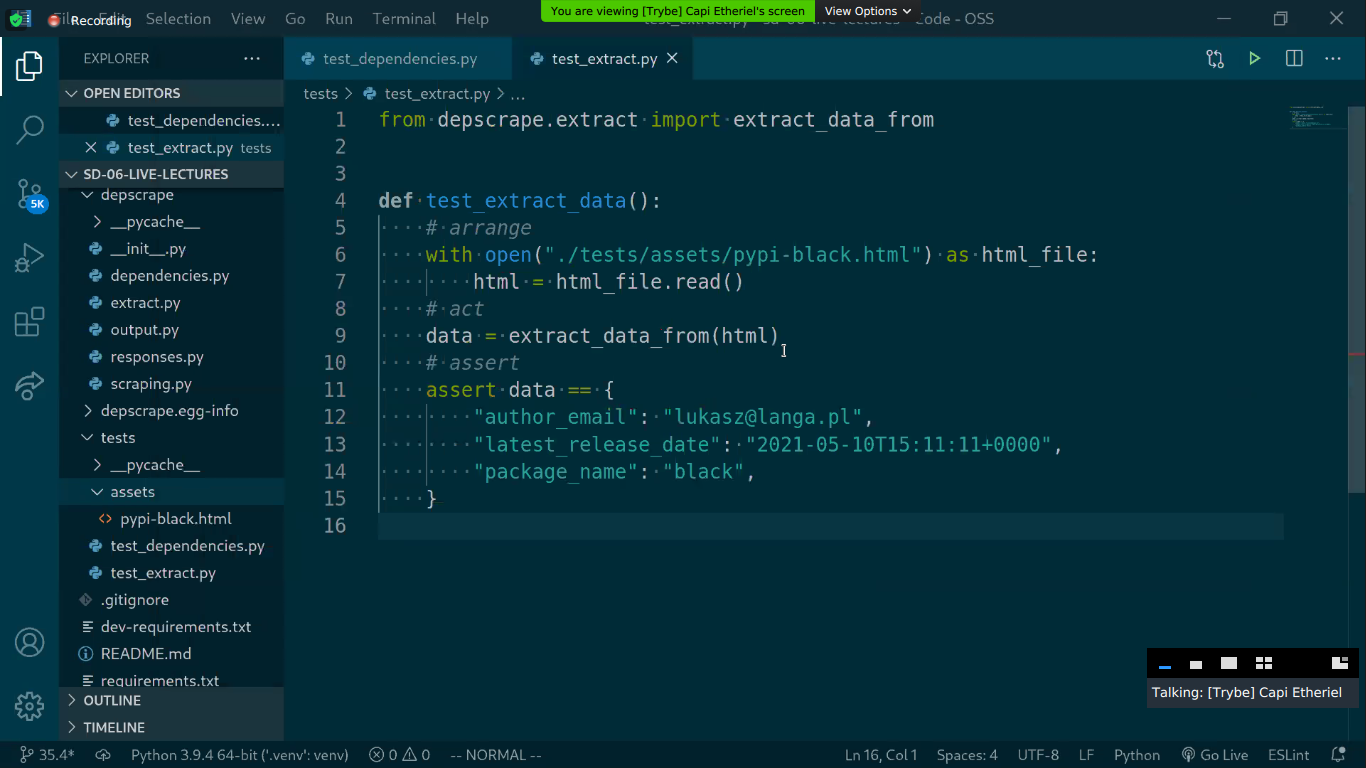 File Edit Selection View Go Run Terminal Help
Recording
You are viewing [Trybe] Capi Etheriel's screen
View Options
test_extract.py - sd-06-live-lectures - Code - OSS
EXPLORER
test_dependencies.py
test_extract.py
OPEN EDITORS
test_dependencies....
test_extract.py tests
SD-06-LIVE-LECTURES
depscrape
__pycache__
__init__.py
dependencies.py
extract.py
output.py
responses.py
scraping.py
depscrape.egg-info
tests
__pycache__
assets
pypi-black.html
test_dependencies.py
test_extract.py
.gitignore
dev-requirements.txt
README.md
requirements.txt
OUTLINE
TIMELINE
5K
tests > test_extract.py > ...
1 from depscrape.extract import extract_data_from
2
3
4 def test_extract_data():
5 # arrange
6 with open("./tests/assets/pypi-black.html") as html_file:
7 html = html_file.read()
8 # act
9 data = extract_data_from(html)
10 # assert
11 assert data == {
12 "author_email": "lukasz@langa.pl",
13 "latest_release_date": "2021-05-10T15:11:11+0000",
14 "package_name": "black",
15 }
16
Talking: [Trybe] Capi Etheriel
35.4* Python 3.9.4 64-bit ('.venv': venv) 0 0 -- NORMAL -- Ln 16, Col 1 Spaces: 4 UTF-8 LF Python Go Live ESLint